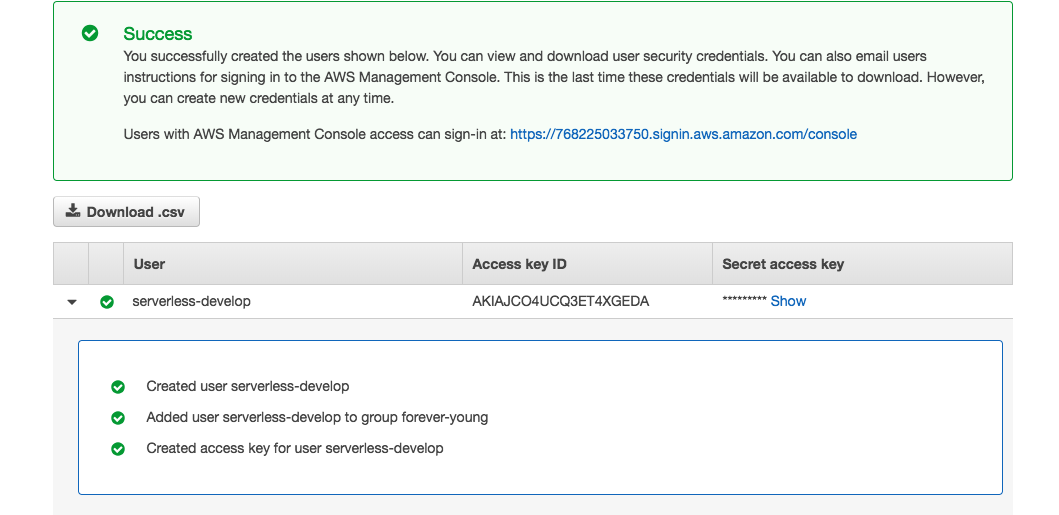 Success
You successfully created the users shown below. You can view and download user security credentials. You can also email users
instructions for signing in to the AWS Management Console. This is the last time these credentials will be available to download. However,
you can create new credentials at any time.
Users with AWS Management Console access can sign-in at: https://768225033750.signin.aws.amazon.com/console
Download .csv
User Access key ID Secret access key
serverless-develop AKIAJCO4UCQ3ET4XGEDA ********* Show
Created user serverless-develop
Added user serverless-develop to group forever-young
Created access key for user serverless-develop